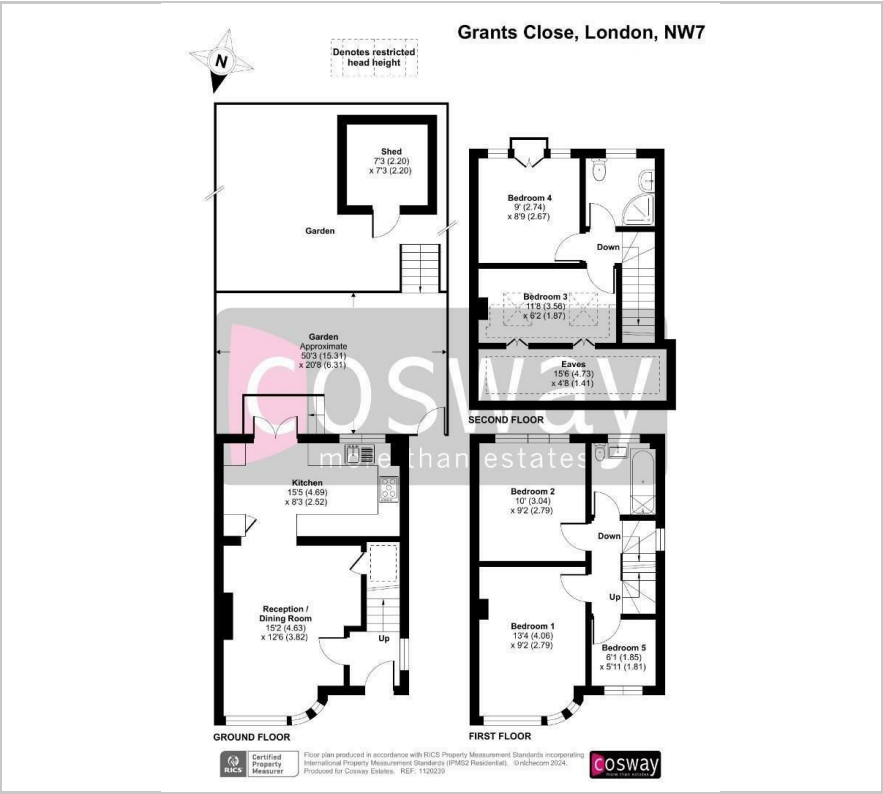 Grants Close, London, NW7
N
Denotes restricted
head height
Shed
7'3 (2.20)
x 7'3 (2.20)
Garden
Garden
Approximate
50'3 (15.31)
x 20'8 (6.31)
Kitchen
15'5 (4.69)
x 8'3 (2.52)
Reception /
Dining Room
15'2 (4.63)
x 12'6 (3.82)
Up
GROUND FLOOR
Bedroom 4
9' (2.74)
x 8'9 (2.67)
Down
Bedroom 3
11'8 (3.56)
x 6'2 (1.87)
Eaves
15'6 (4.73)
x 4'8 (1.41)
SECOND FLOOR
cosway
more than estates
Bedroom 2
10' (3.04)
x 9'2 (2.79)
Down
Up
Bedroom 1
13'4 (4.06)
x 9'2 (2.79)
Bedroom 5
6'1 (1.85)
x 5'11 (1.81)
FIRST FLOOR
RICS
Certified
Property
Measurer
Floor plan produced in accordance with RICS Property Measurement Standards incorporating
International Property Measurement Standards (IPMS2 Residential). ©nichecom 2024.
Produced for Cosway Estates. REF: 1120239
cosway
more than estates